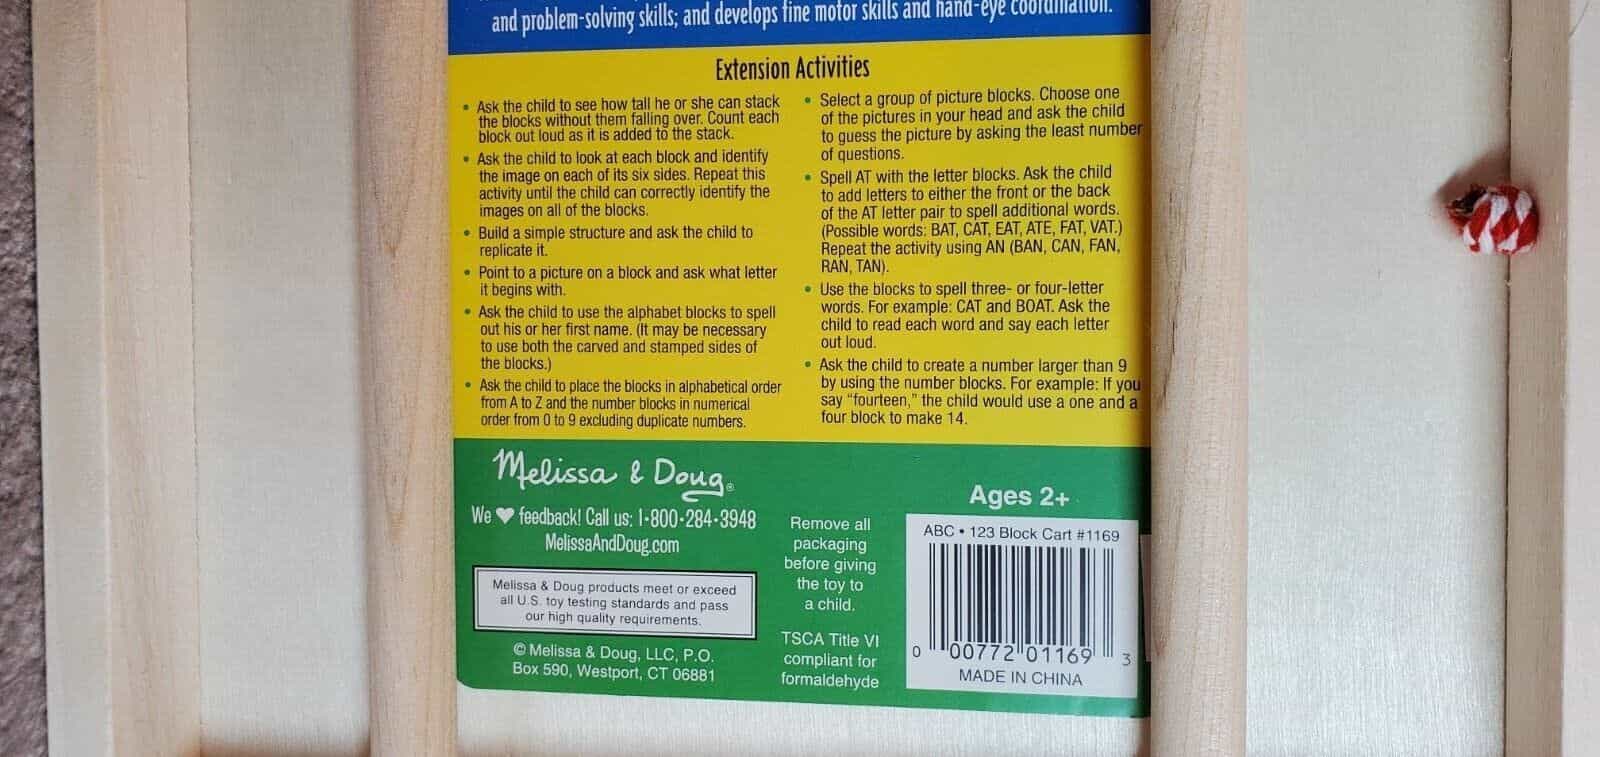 and problem-solving skills; and develops fine motor skills and hand-eye coordination.
Extension Activities
• Ask the child to see how tall he or she can stack
the blocks without them falling over. Count each
block out loud as it is added to the stack.
• Ask the child to look at each block and identify
the image on each of its six sides. Repeat this
activity until the child can correctly identify the
images on all of the blocks.
• Build a simple structure and ask the child to
replicate it.
• Point to a picture on a block and ask what letter
it begins with.
• Ask the child to use the alphabet blocks to spell
out his or her first name. (It may be necessary
to use both the carved and stamped sides of
the blocks.)
• Ask the child to place the blocks in alphabetical order
from A to Z and the number blocks in numerical
order from 0 to 9 excluding duplicate numbers.
• Select a group of picture blocks. Choose one
of the pictures in your head and ask the child
to guess the picture by asking the least number
of questions.
• Spell AT with the letter blocks. Ask the child
to add letters to either the front or the back
of the AT letter pair to spell additional words.
(Possible words: BAT, CAT, EAT, ATE, FAT, VAT.)
Repeat the activity using AN (BAN, CAN, FAN,
RAN, TAN).
• Use the blocks to spell three- or four-letter
words. For example: CAT and BOAT. Ask the
child to read each word and say each letter
out loud.
• Ask the child to create a number larger than 9
by using the number blocks. For example: If you
say “fourteen,” the child would use a one and a
four block to make 14.
Melissa & Doug®
We ♥ feedback! Call us: 1-800-284-3948
MelissaAndDoug.com
Melissa & Doug products meet or exceed
all U.S. toy testing standards and pass
our high quality requirements.
© Melissa & Doug, LLC, P.O.
Box 590, Westport, CT 06881
Remove all
packaging
before giving
the toy to
a child.
TSCA Title VI
compliant for
formaldehyde
Ages 2+
ABC • 123 Block Cart #1169
0 00772 01169 3
MADE IN CHINA